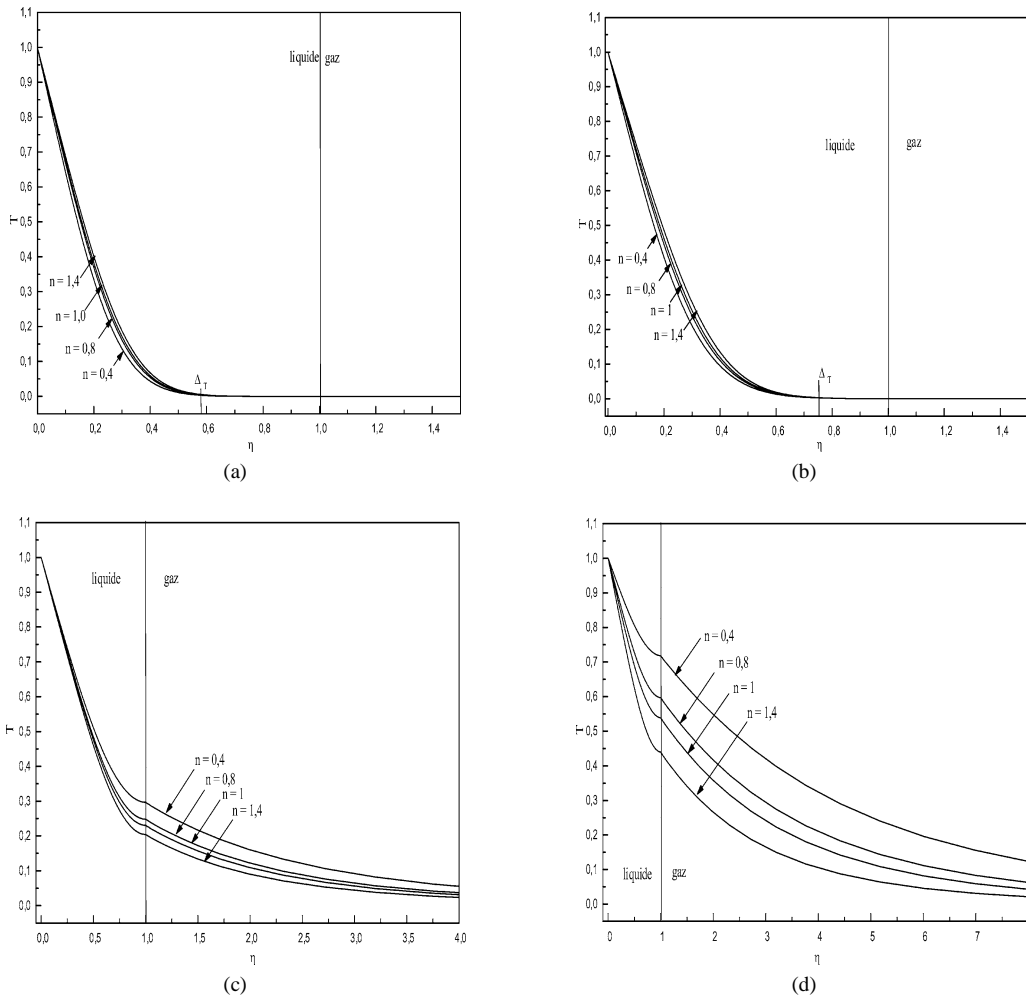 1,1
1,0
0,9
0,8
0,7
0,6
0,5
0,4
0,3
0,2
0,1
0,0
T
liquide gaz
n = 1,4
n = 1,0
n = 0,8
n = 0,4
Δ T
0,0 0,2 0,4 0,6 0,8 1,0 1,2 1,4
η
(a)
1,1
1,0
0,9
0,8
0,7
0,6
0,5
0,4
0,3
0,2
0,1
0,0
T
liquide gaz
n = 0,4
n = 0,8
n = 1
n = 1,4
Δ T
0,0 0,2 0,4 0,6 0,8 1,0 1,2 1,4
η
(b)
1,1
1,0
0,9
0,8
0,7
0,6
0,5
0,4
0,3
0,2
0,1
0,0
T
liquide gaz
n = 0,4
n = 0,8
n = 1
n = 1,4
0,0 0,5 1,0 1,5 2,0 2,5 3,0 3,5 4,0
η
(c)
1,1
1,0
0,9
0,8
0,7
0,6
0,5
0,4
0,3
0,2
0,1
0,0
T
n = 0,4
n = 0,8
n = 1
n = 1,4
liquide gaz
0 1 2 3 4 5 6 7
η
(d)